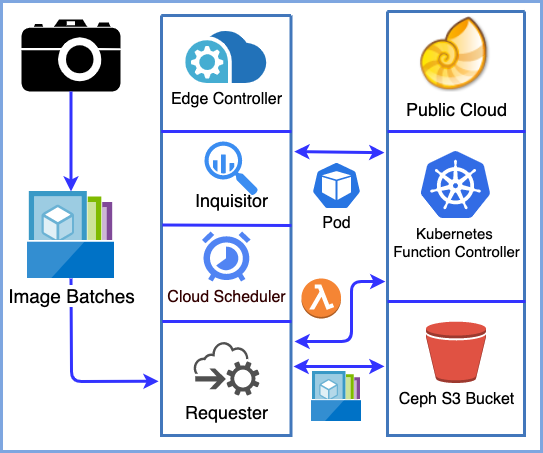 Edge Controller
Public Cloud
Inquisitor
Pod
Kubernetes
Function Controller
Image Batches
Cloud Scheduler
λ
Requester
Ceph S3 Bucket